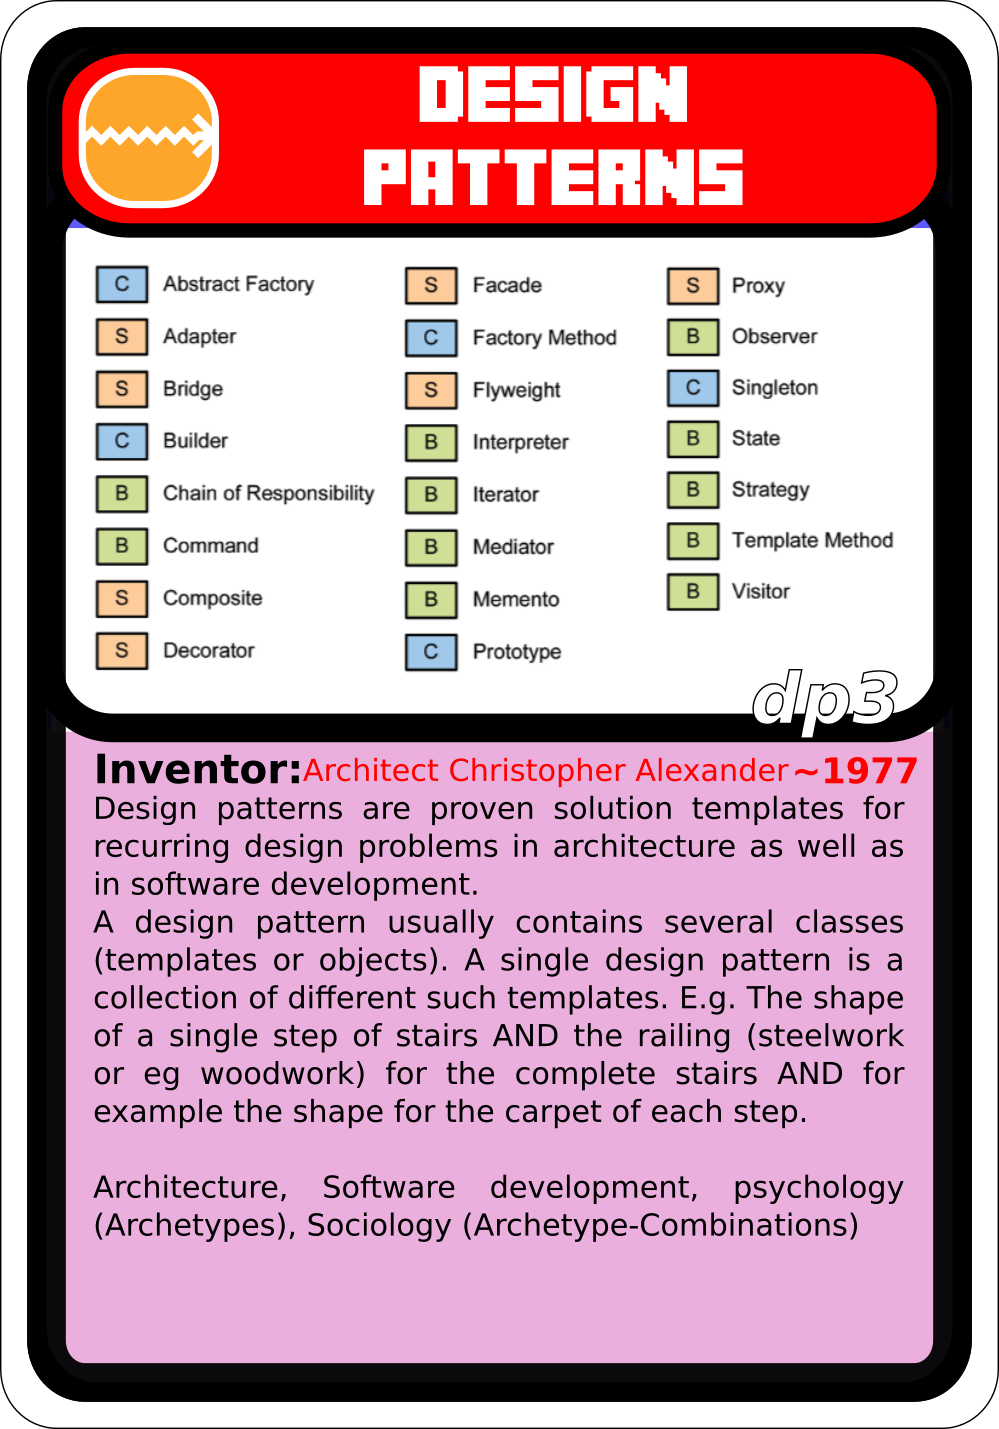 DESIGN
PATTERNS
C Abstract Factory
S Adapter
S Bridge
C Builder
B Chain of Responsibility
B Command
S Composite
S Decorator
S Facade
C Factory Method
S Flyweight
B Interpreter
B Iterator
B Mediator
B Memento
C Prototype
S Proxy
B Observer
C Singleton
B State
B Strategy
B Template Method
B Visitor
dp3
Inventor:Architect Christopher Alexander~1977
Design patterns are proven solution templates for
recurring design problems in architecture as well as
in software development.
A design pattern usually contains several classes
(templates or objects). A single design pattern is a
collection of different such templates. E.g. The shape
of a single step of stairs AND the railing (steelwork
or eg woodwork) for the complete stairs AND for
example the shape for the carpet of each step.
Architecture, Software development, psychology
(Archetypes), Sociology (Archetype-Combinations)